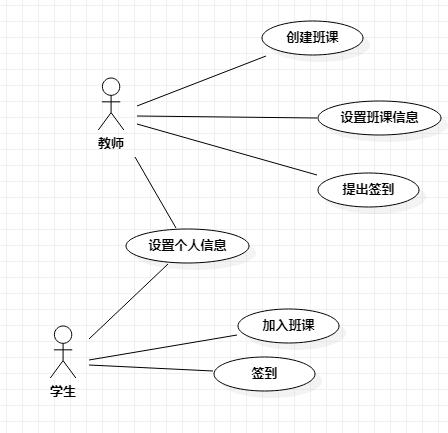 创建班课
设置班课信息
教师
提出签到
设置个人信息
加入班课
签到
学生